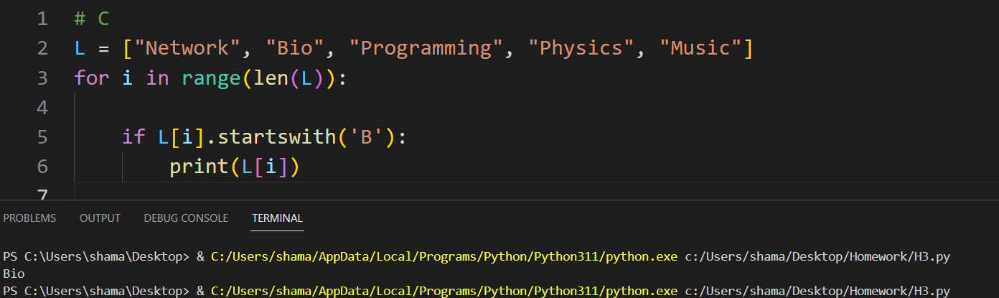 1 # C
2 L = ["Network", "Bio", "Programming", "Physics", "Music"]
3 for i in range(len(L)):
4
5     if L[i].startswith('B'):
6         print(L[i])
7
PROBLEMS OUTPUT DEBUG CONSOLE TERMINAL
PS C:\Users\shama\Desktop> & C:/Users/shama/AppData/Local/Programs/Python/Python311/python.exe c:/Users/shama/Desktop/Homework/H3.py
Bio
PS C:\Users\shama\Desktop> & C:/Users/shama/AppData/Local/Programs/Python/Python311/python.exe c:/Users/shama/Desktop/Homework/H3.py